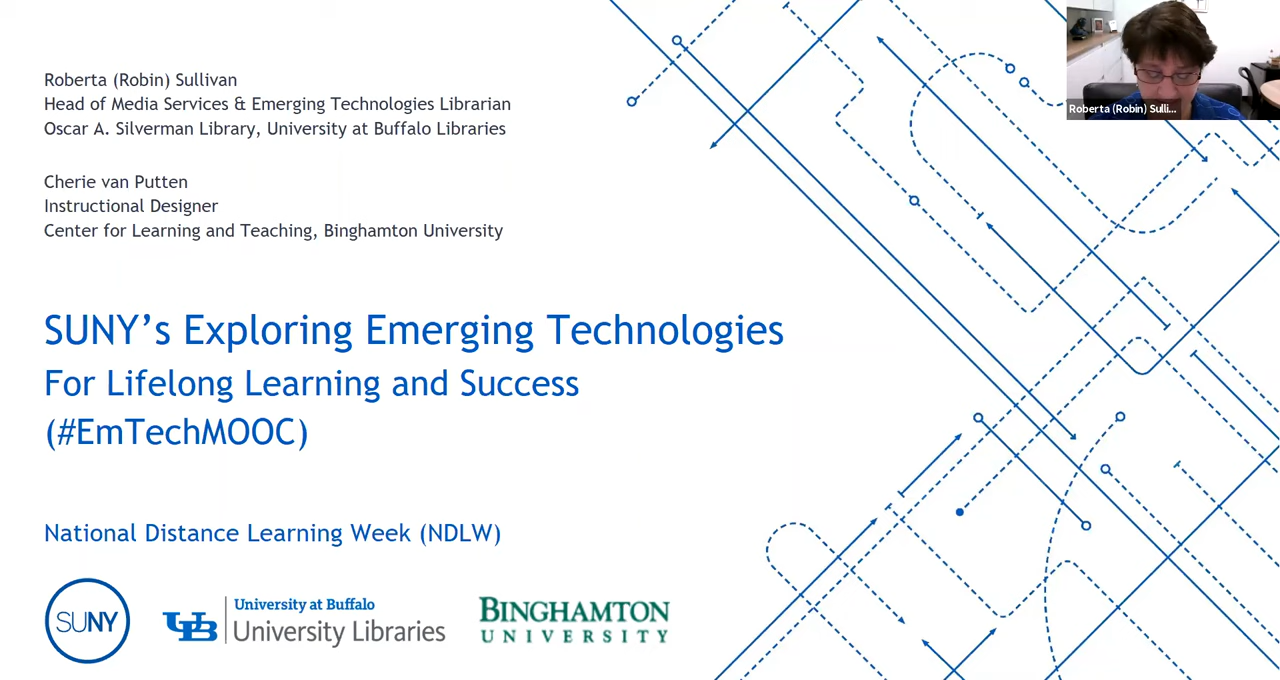 Roberta (Robin) Sullivan
Head of Media Services & Emerging Technologies Librarian
Oscar A. Silverman Library, University at Buffalo Libraries
Cherie van Putten
Instructional Designer
Center for Learning and Teaching, Binghamton University
SUNY’s Exploring Emerging Technologies
For Lifelong Learning and Success
(#EmTechMOOC)
National Distance Learning Week (NDLW)
SUNY
UB
University at Buffalo
University Libraries
BINGHAMTON
UNIVERSITY
Roberta (Robin) Sulli...